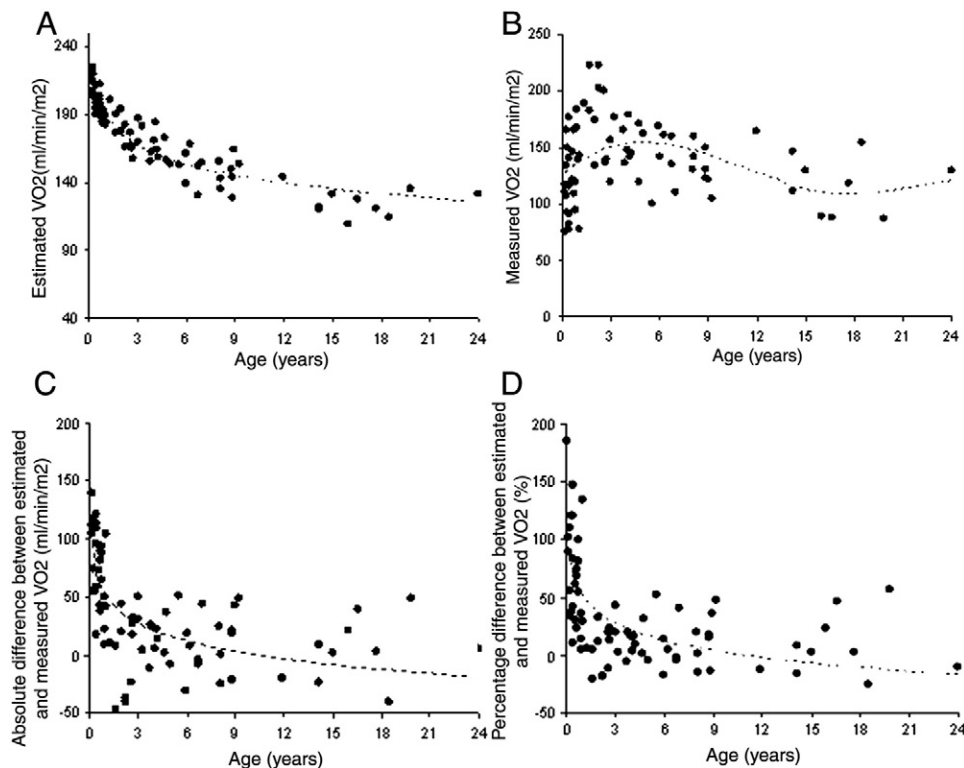 A
Estimated VO2(ml/min/m2)
240
190
140
90
40
0 3 6 9 12 15 18 21 24
Age (years)
B
Measured VO2 (ml/min/m2)
250
200
150
100
50
0
0 3 6 9 12 15 18 21 24
Age (years)
C
Absolute difference between estimated
and measured VO2 (ml/min/m2)
200
150
100
50
0
-50
0 3 6 9 12 15 18 21 24
Age (years)
D
Percentage difference between estimated
and measured VO2 (%)
200
150
100
50
0
-50
0 3 6 9 12 15 18 21 24
Age (years)